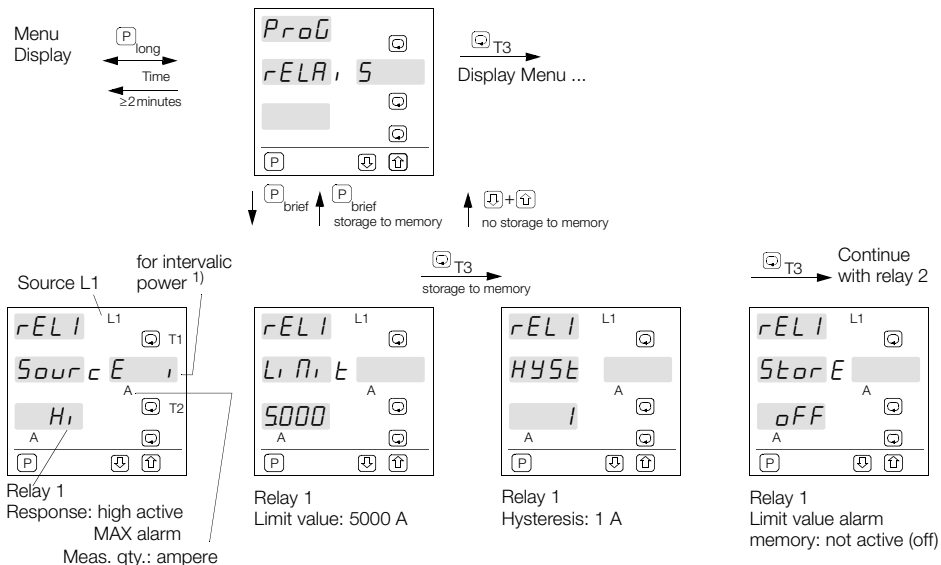 Menu
Display
P long
Time
≥2 minutes
ProG
rELAi S
P
T3
Display Menu ...
P brief
P brief
storage to memory
+
no storage to memory
Source L1
for intervalic
power 1)
T3
storage to memory
T3
Continue
with relay 2
rEL1
L1
T1
SourcE i
A
T2
Hi
A
P
Relay 1
Response: high active
MAX alarm
Meas. qty.: ampere
rEL1
L1
LiMit
A
5.000
A
P
Relay 1
Limit value: 5000 A
rEL1
L1
HYSt
A
1
A
P
Relay 1
Hysteresis: 1 A
rEL1
L1
StorE
A
oFF
A
P
Relay 1
Limit value alarm
memory: not active (off)